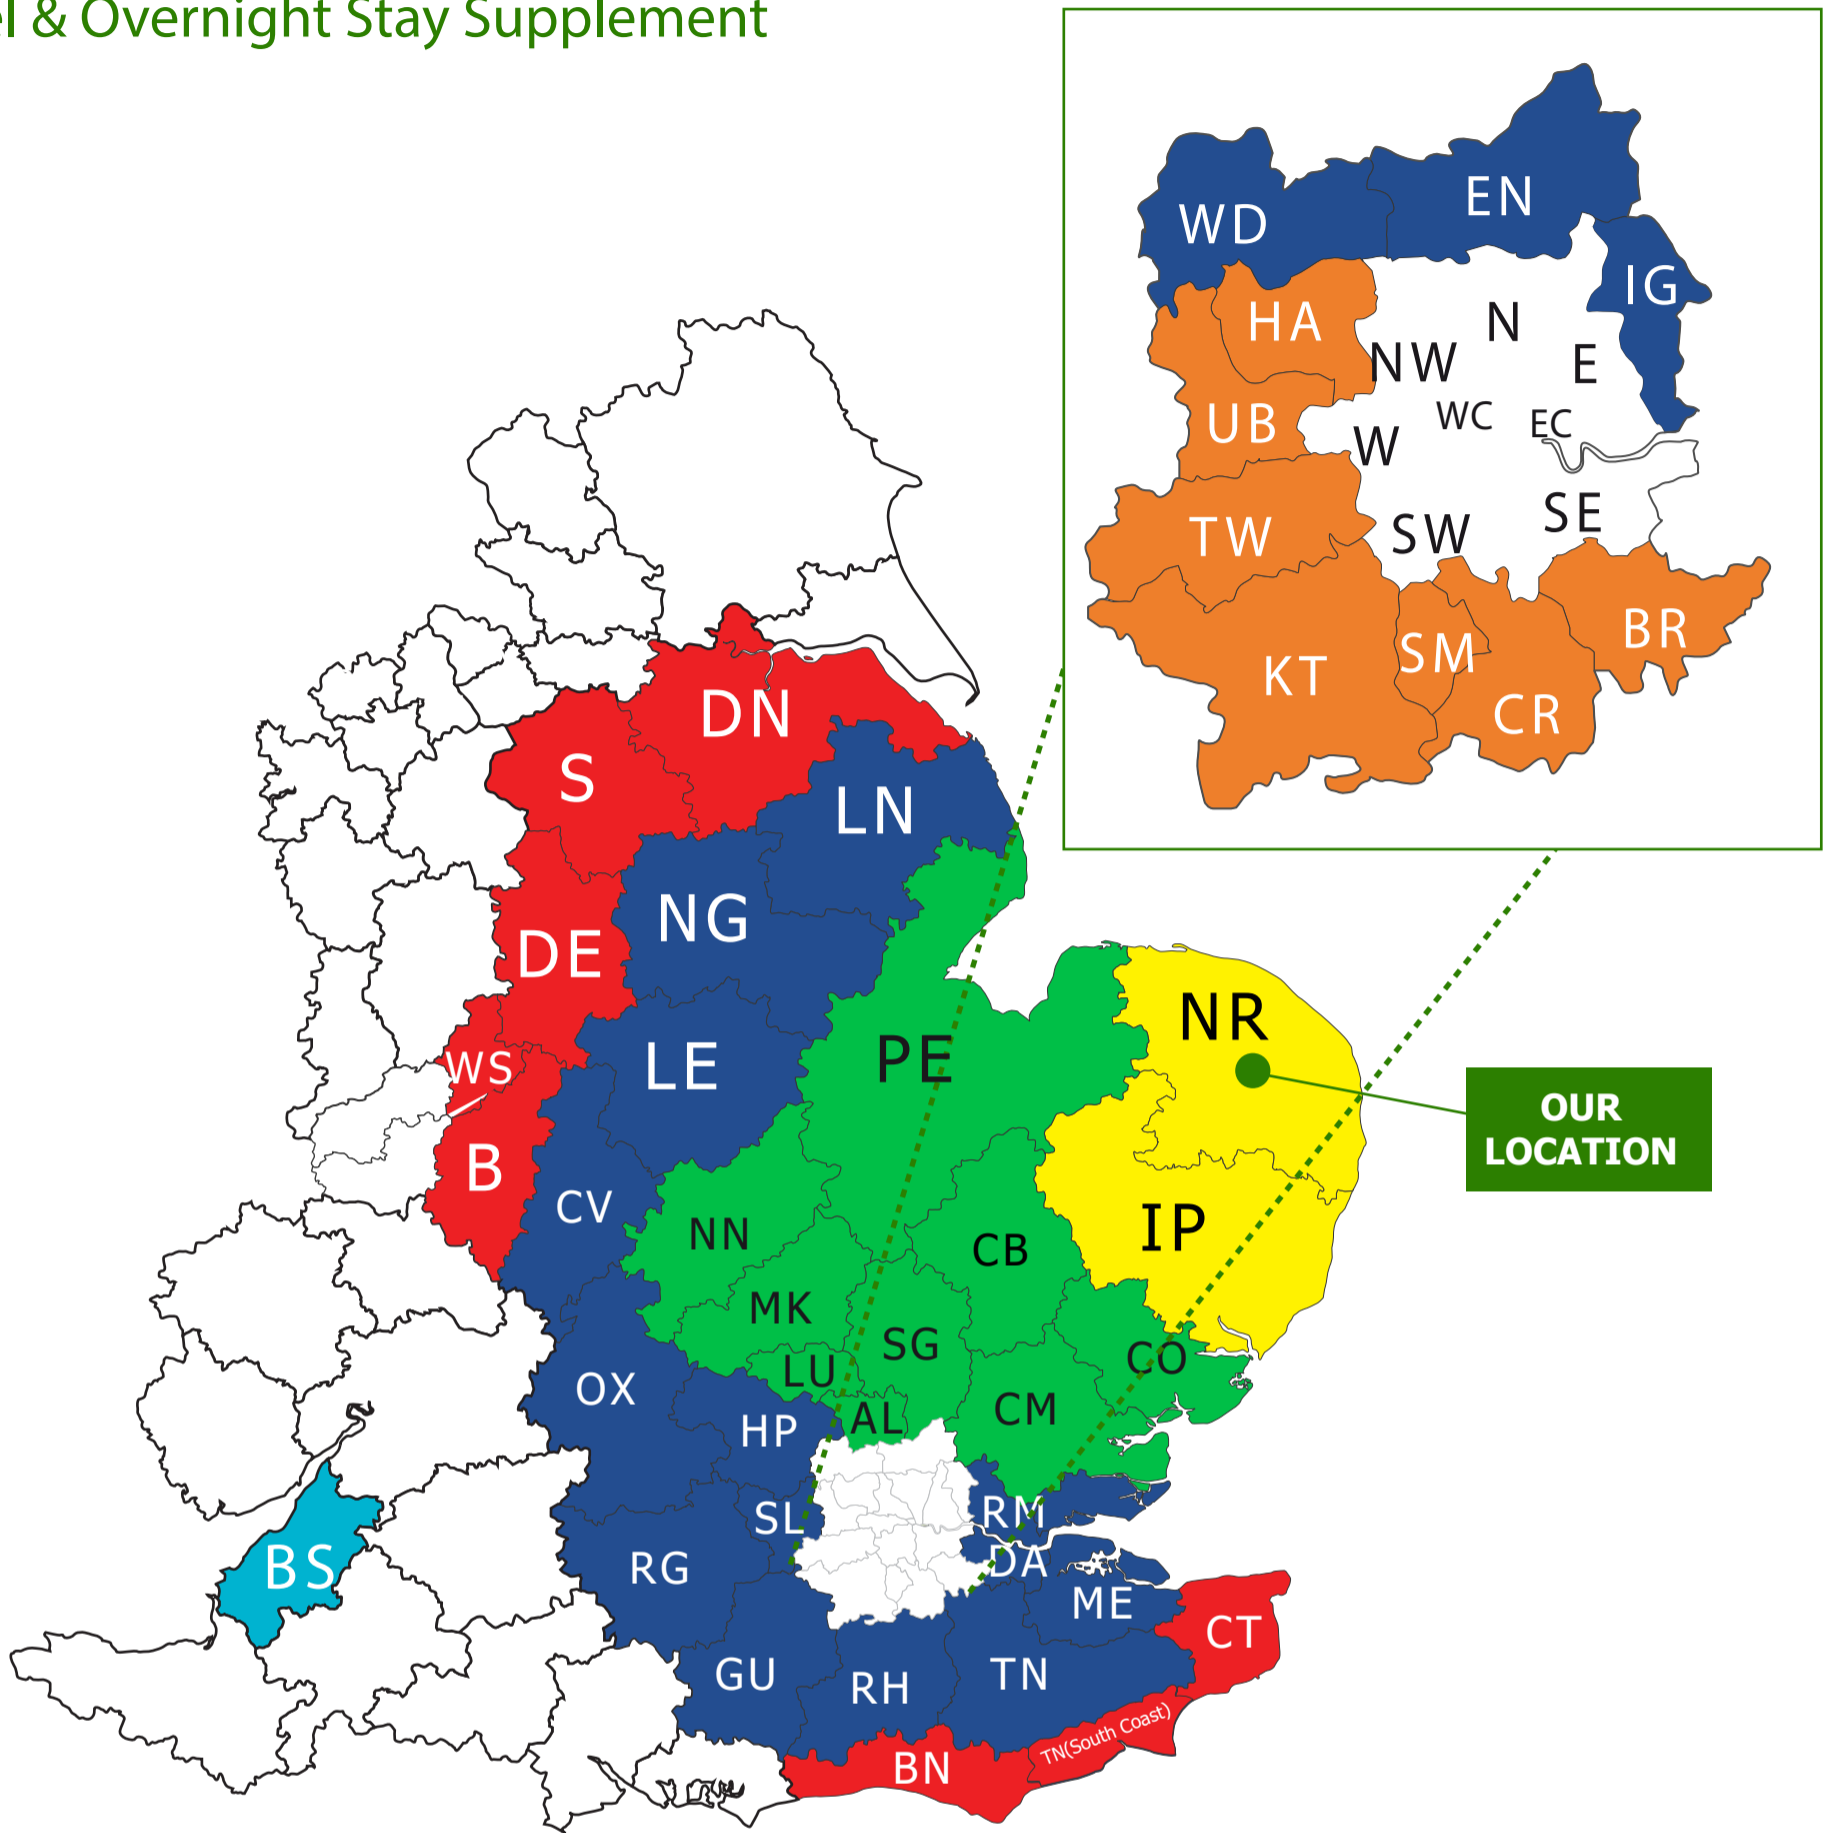 & Overnight Stay Supplement
EN
WD
IG
HA
N
NW
E
WC
EC
UB
W
SE
TW
SW
BR
SM
KT
CR
DN
S
LN
NG
DE
NR
PE
LE
WS
OUR
LOCATION
B
CV
IP
NN
CB
MK
SG
CO
LU
OX
CM
AL
HP
RM
SL
DA
BS
RG
ME
CT
GU
TN
RH
TN(South Coast)
BN